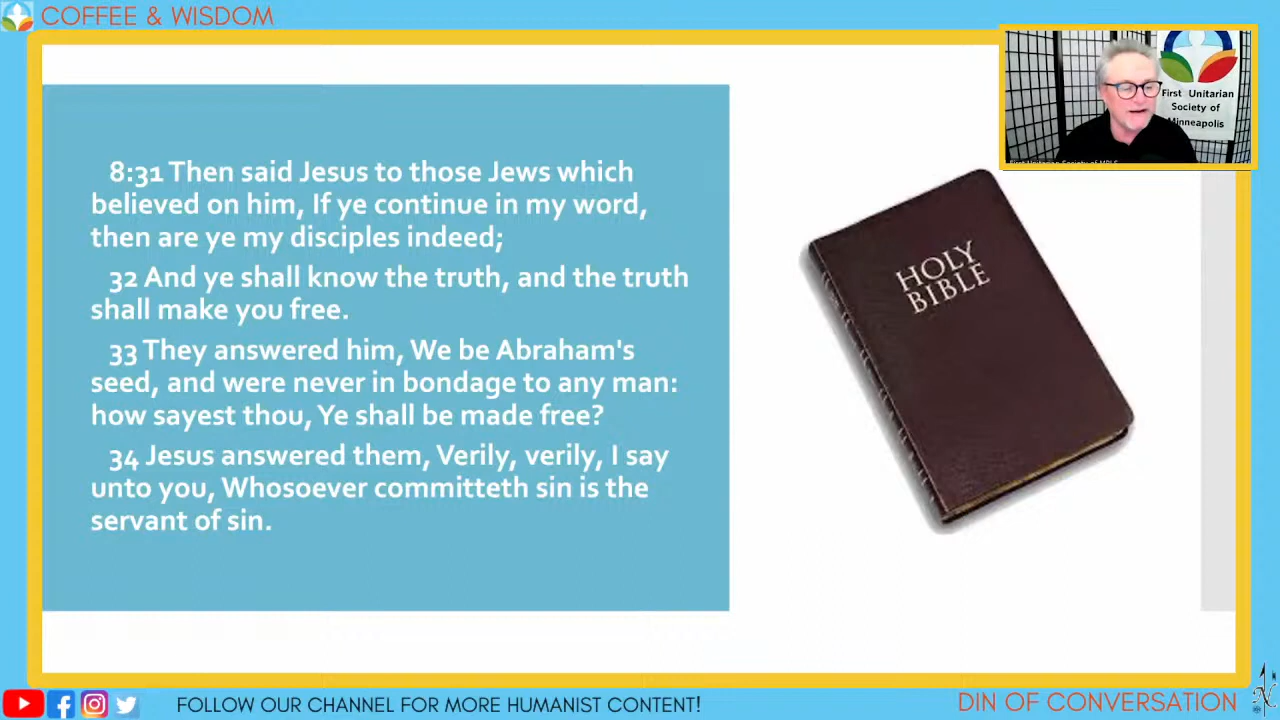 COFFEE & WISDOM
First Unitarian
Society of
Minneapolis
First Unitarian Society of MPLS
8:31 Then said Jesus to those Jews which
believed on him, If ye continue in my word,
then are ye my disciples indeed;
32 And ye shall know the truth, and the truth
shall make you free.
33 They answered him, We be Abraham's
seed, and were never in bondage to any man:
how sayest thou, Ye shall be made free?
34 Jesus answered them, Verily, verily, I say
unto you, Whosoever committeth sin is the
servant of sin.
HOLY
BIBLE
FOLLOW OUR CHANNEL FOR MORE HUMANIST CONTENT!
DIN OF CONVERSATION